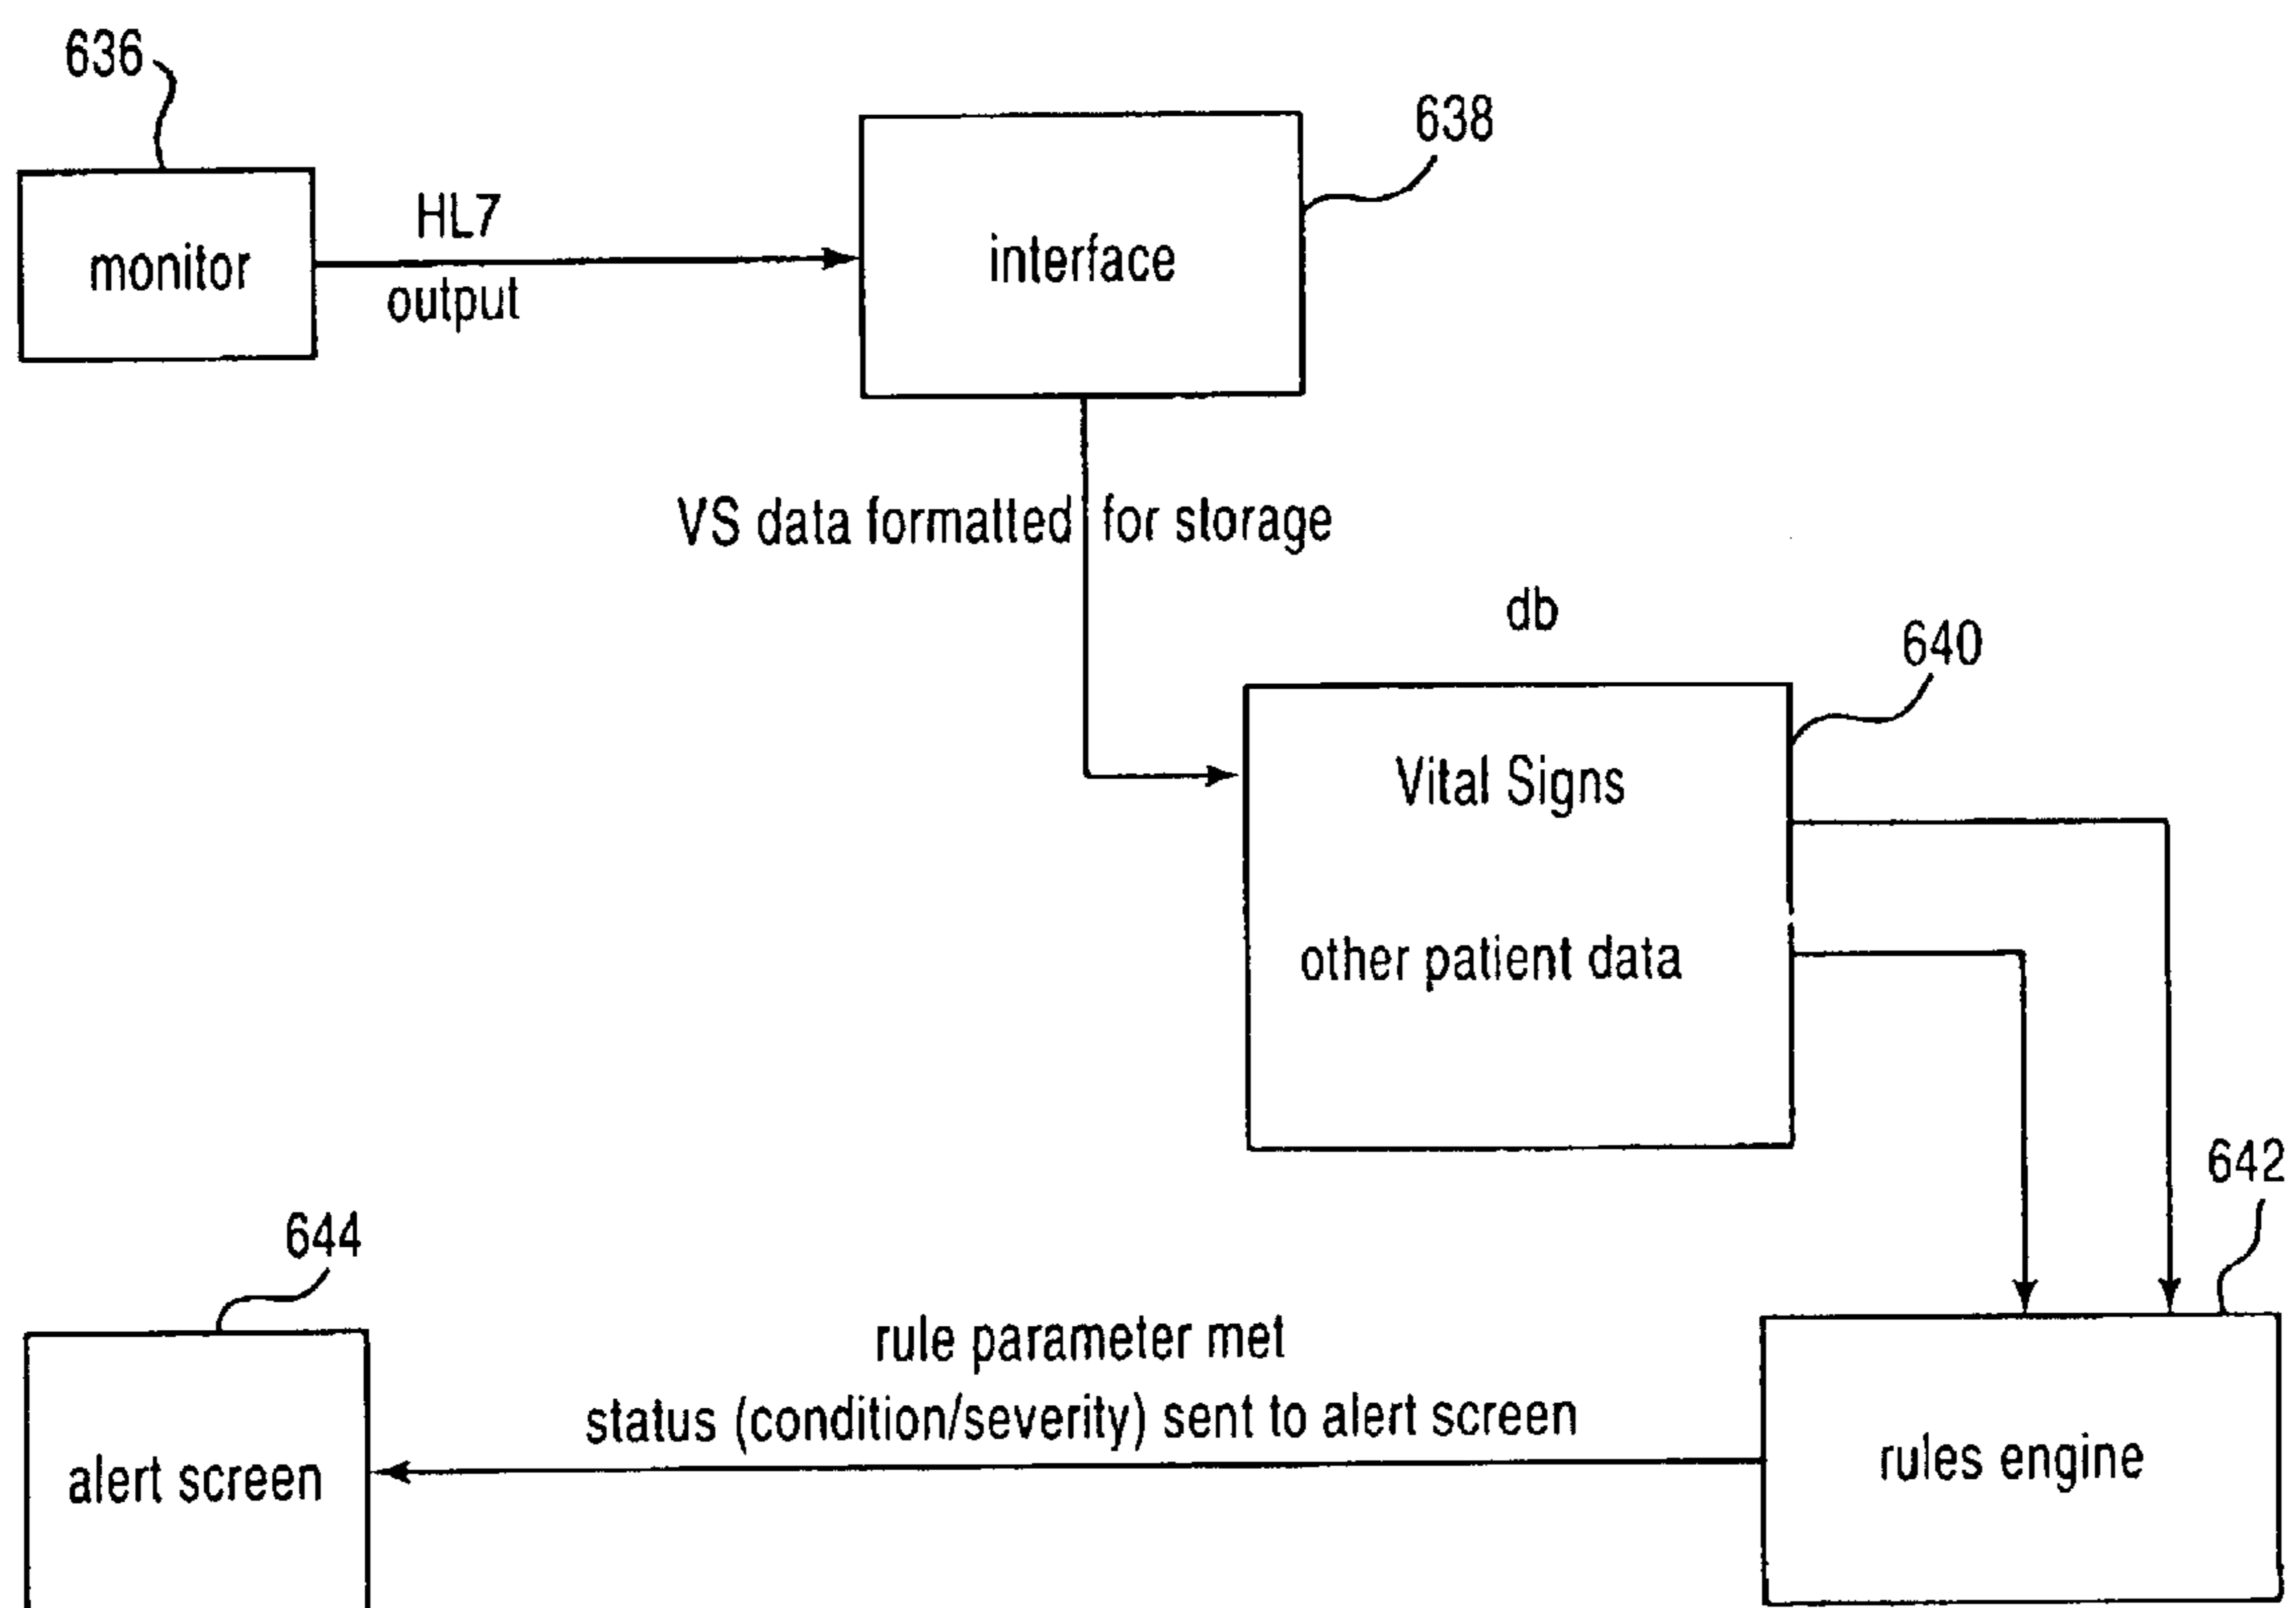 636
638
HL7
monitor
interface
output
VS data formatted for storage
db
640
Vital Signs
other patient data
642
644
rule parameter met
status (condition/severity) sent to alert screen
rules engine
alert screen